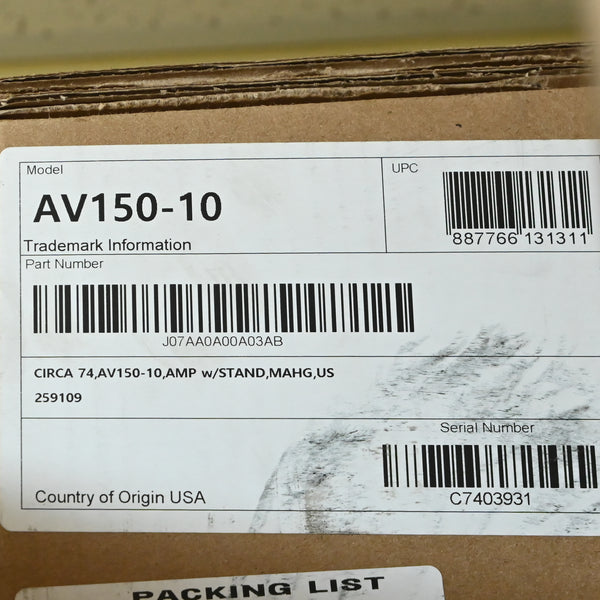 Model
AV150-10
Trademark Information
UPC
887766 131311
Part Number
J07AA0A00A03AB
CIRCA 74,AV150-10,AMP w/STAND,MAHG,US
259109
Serial Number
C7403931
Country of Origin USA
PACKING LIST